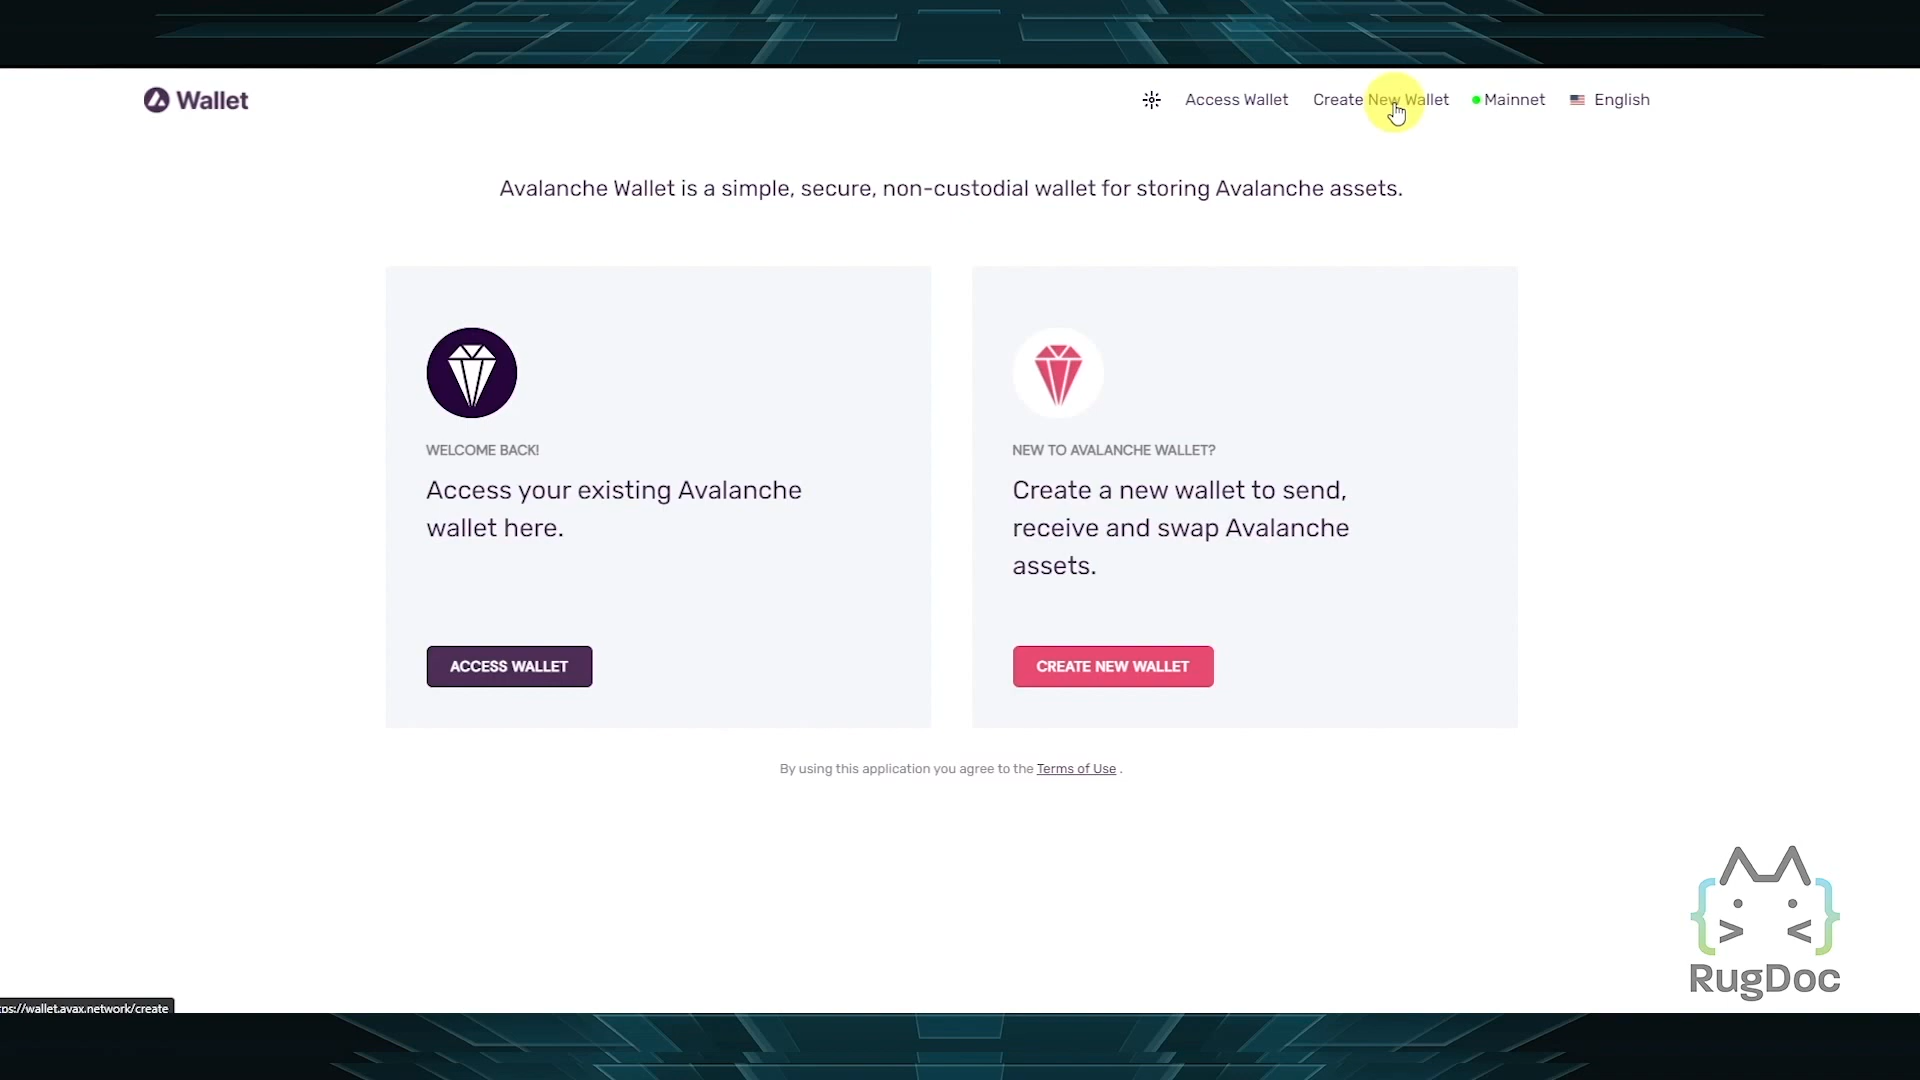 Wallet
Access Wallet
Create New Wallet
Mainnet
English
Avalanche Wallet is a simple, secure, non-custodial wallet for storing Avalanche assets.
WELCOME BACK!
Access your existing Avalanche
wallet here.
ACCESS WALLET
NEW TO AVALANCHE WALLET?
Create a new wallet to send,
receive and swap Avalanche
assets.
CREATE NEW WALLET
By using this application you agree to the Terms of Use .
RugDoc
tps://wallet.avax.network/create